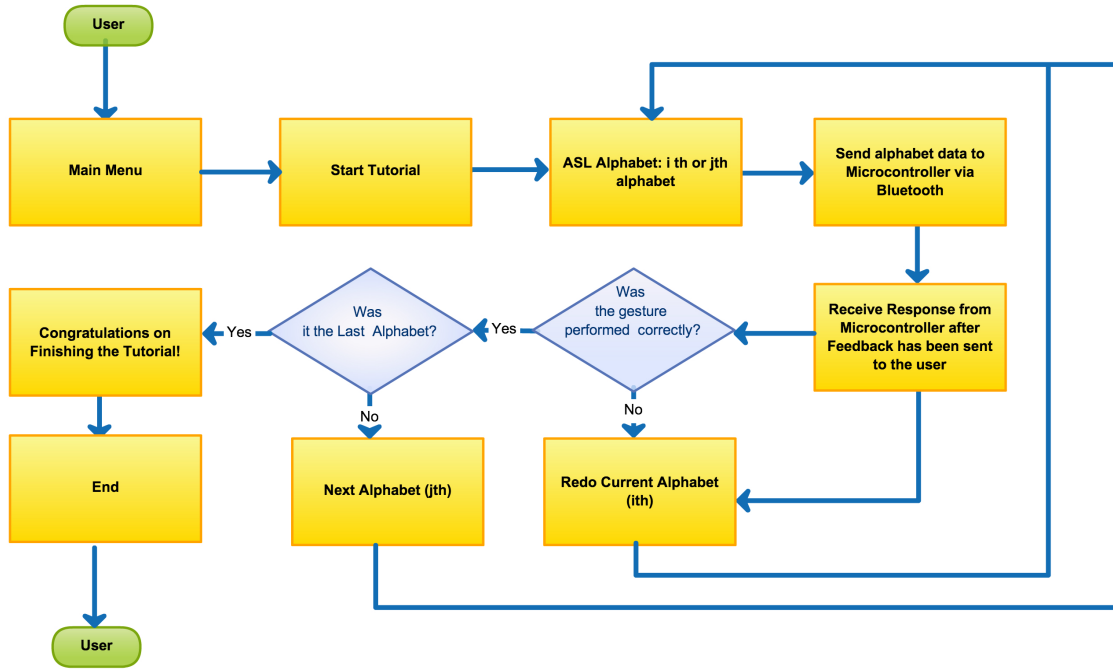 User
Main Menu
Start Tutorial
ASL Alphabet: i th or jth
alphabet
Send alphabet data to
Microcontroller via
Bluetooth
Receive Response from
Microcontroller after
Feedback has been sent
to the user
Was
the gesture
performed correctly?
Yes
No
Was
it the Last Alphabet?
Yes
No
Congratulations on
Finishing the Tutorial!
Redo Current Alphabet
(ith)
Next Alphabet (jth)
End
User